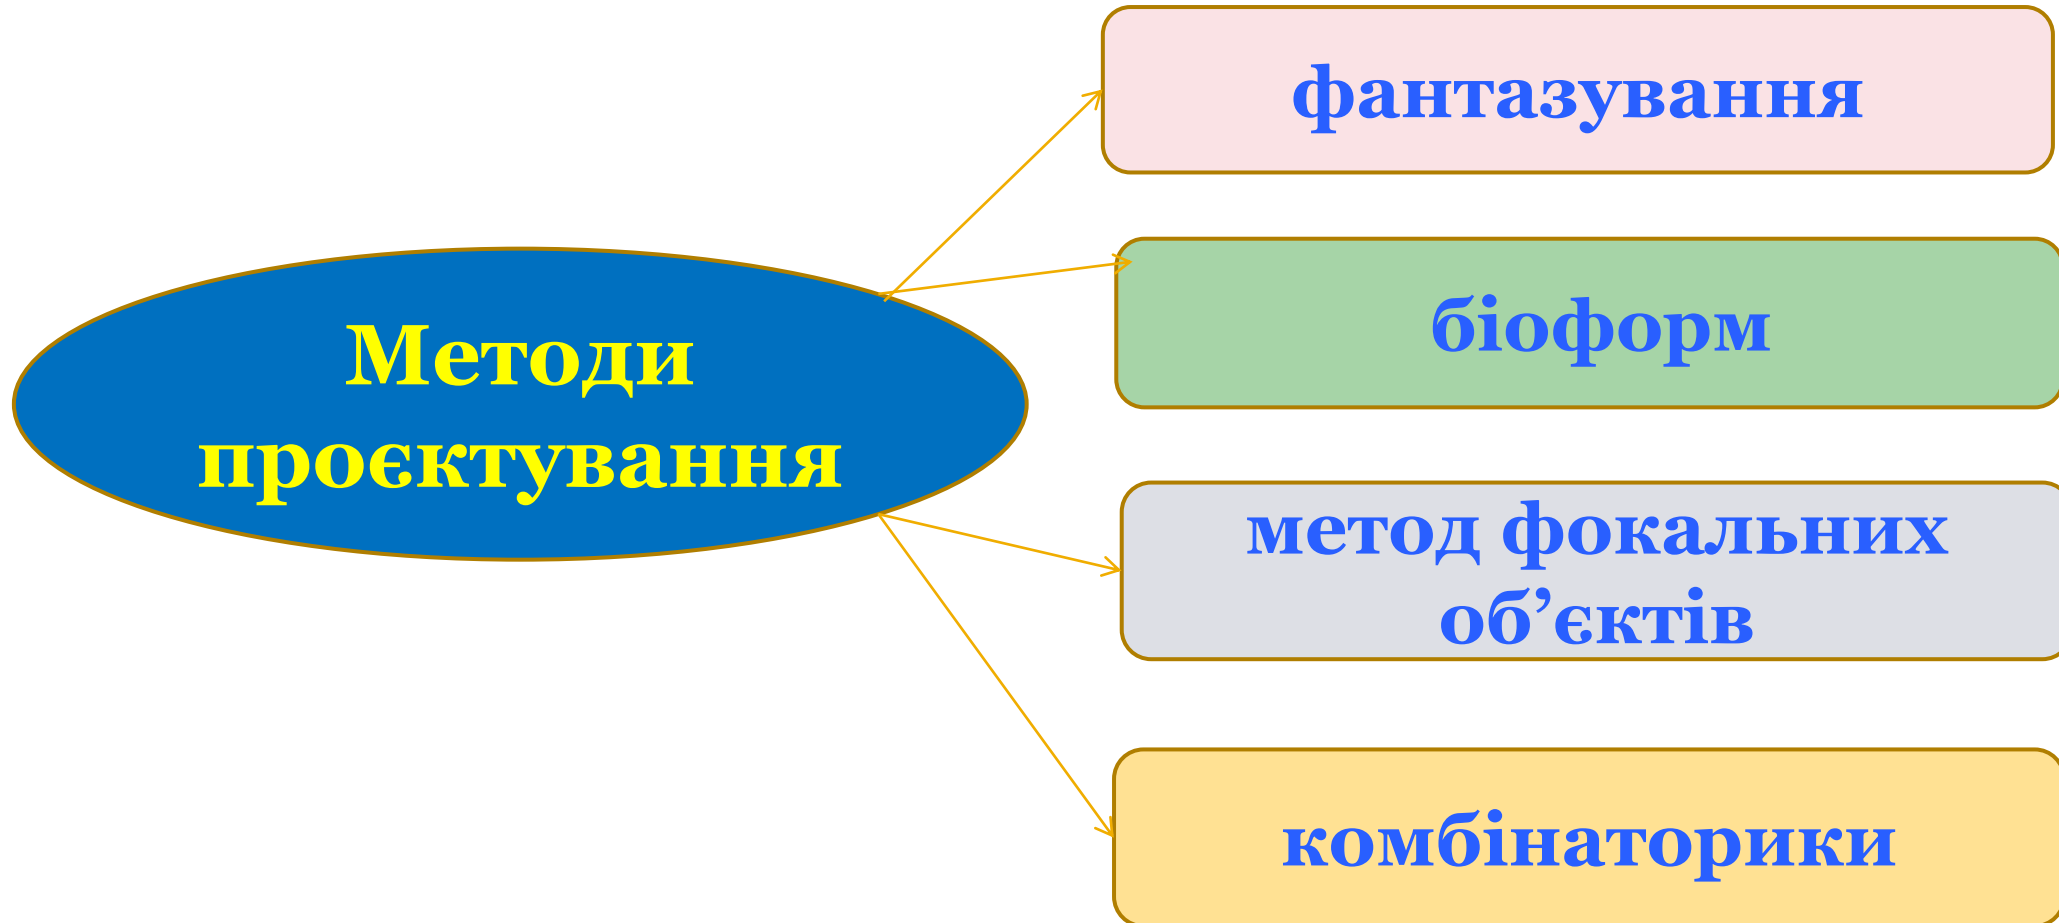 Методи
проєктування
фантазування
біоформ
метод фокальних
об’єктів
комбінаторики